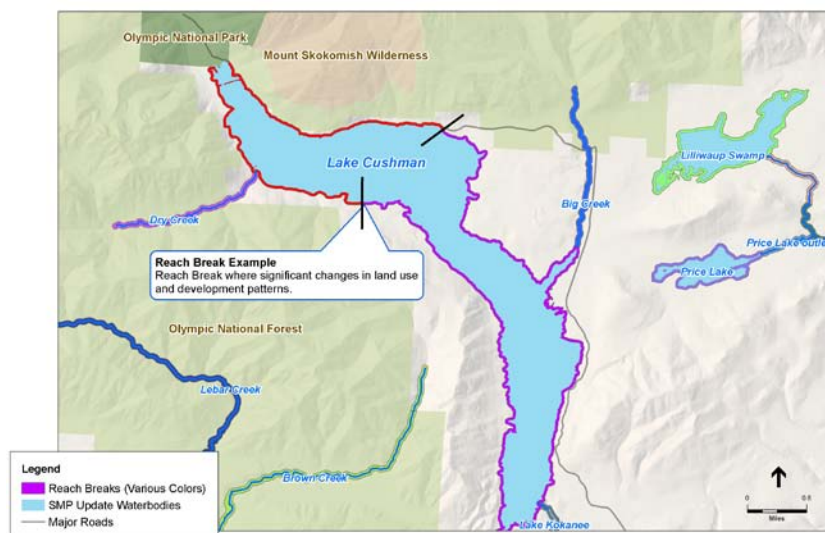 Olympic National Park
Mount Skokomish Wilderness
Lake Cushman
Lilliwaup Swamp
Dry Creek
Big Creek
Price Lake outlet
Price Lake
Reach Break Example
Reach Break where significant changes in land use
and development patterns.
Olympic National Forest
Lebar Creek
Brown Creek
Lake Kokanee
Legend
Reach Breaks (Various Colors)
SMP Update Waterbodies
Major Roads
0 0.8
Miles